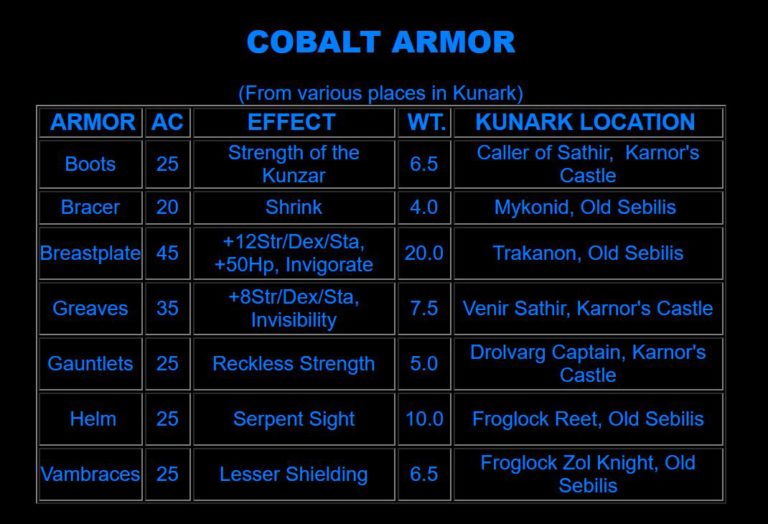 COBALT ARMOR
(From various places in Kunark)
ARMOR AC EFFECT WT. KUNARK LOCATION
Boots 25 Strength of the Kunzar 6.5 Caller of Sathir, Karnor's Castle
Bracer 20 Shrink 4.0 Mykonid, Old Sebilis
Breastplate 45 +12Str/Dex/Sta, +50Hp, Invigorate 20.0 Trakanon, Old Sebilis
Greaves 35 +8Str/Dex/Sta, Invisibility 7.5 Venir Sathir, Karnor's Castle
Gauntlets 25 Reckless Strength 5.0 Drolvarg Captain, Karnor's Castle
Helm 25 Serpent Sight 10.0 Froglock Reet, Old Sebilis
Vambraces 25 Lesser Shielding 6.5 Froglock Zol Knight, Old Sebilis